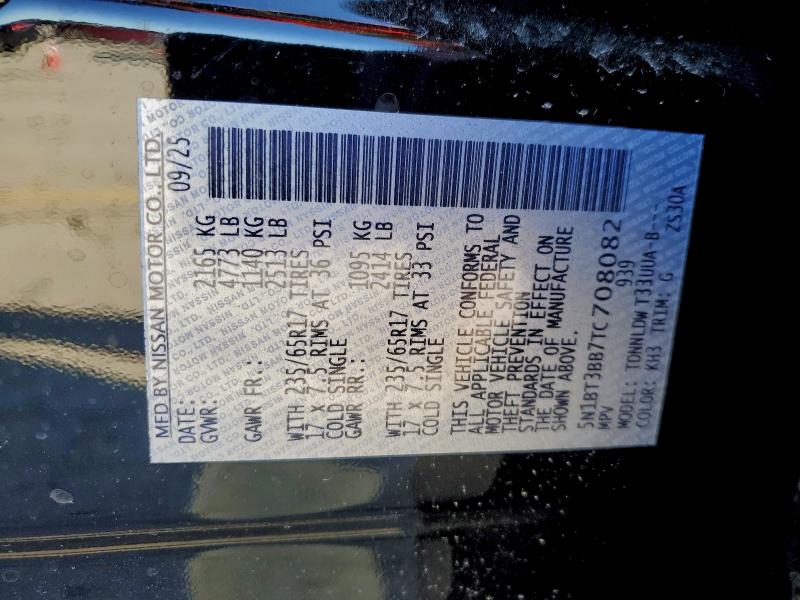 MFD BY NISSAN MOTOR CO., LTD.
DATE: 09/25
GVWR: 2165 KG
4773 LB
GAWR FR.: 1140 KG
2513 LB
WITH 235/65R17 TIRES
17 X 7.5 RIMS AT 36 PSI
COLD SINGLE
GAWR RR.: 1095 KG
2414 LB
WITH 235/65R17 TIRES
17 X 7.5 RIMS AT 33 PSI
COLD SINGLE
THIS VEHICLE CONFORMS TO
ALL APPLICABLE FEDERAL
MOTOR VEHICLE SAFETY AND
THEFT PREVENTION
STANDARDS IN EFFECT ON
THE DATE OF MANUFACTURE
SHOWN ABOVE.
5N1BT3BB7TC708082
MPV 939
MODEL: TDNNLDWT33UUA-B---
COLOR: KH3 TRIM: G ZS30A